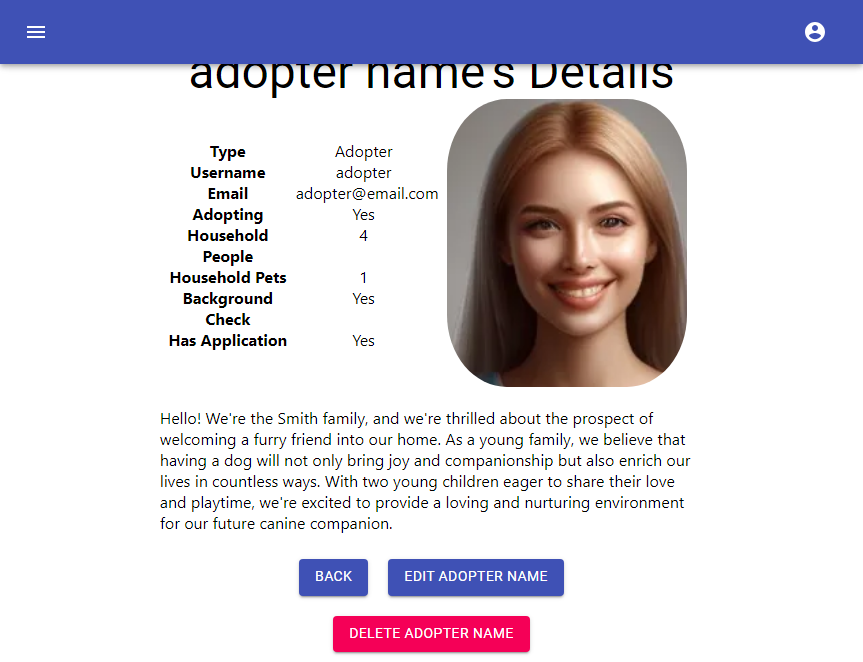 adopter name's Details
Type Adopter
Username adopter
Email adopter@email.com
Adopting Yes
Household 4
People
Household Pets 1
Background Yes
Check
Has Application Yes
Hello! We're the Smith family, and we're thrilled about the prospect of
welcoming a furry friend into our home. As a young family, we believe that
having a dog will not only bring joy and companionship but also enrich our
lives in countless ways. With two young children eager to share their love
and playtime, we're excited to provide a loving and nurturing environment
for our future canine companion.
BACK EDIT ADOPTER NAME
DELETE ADOPTER NAME